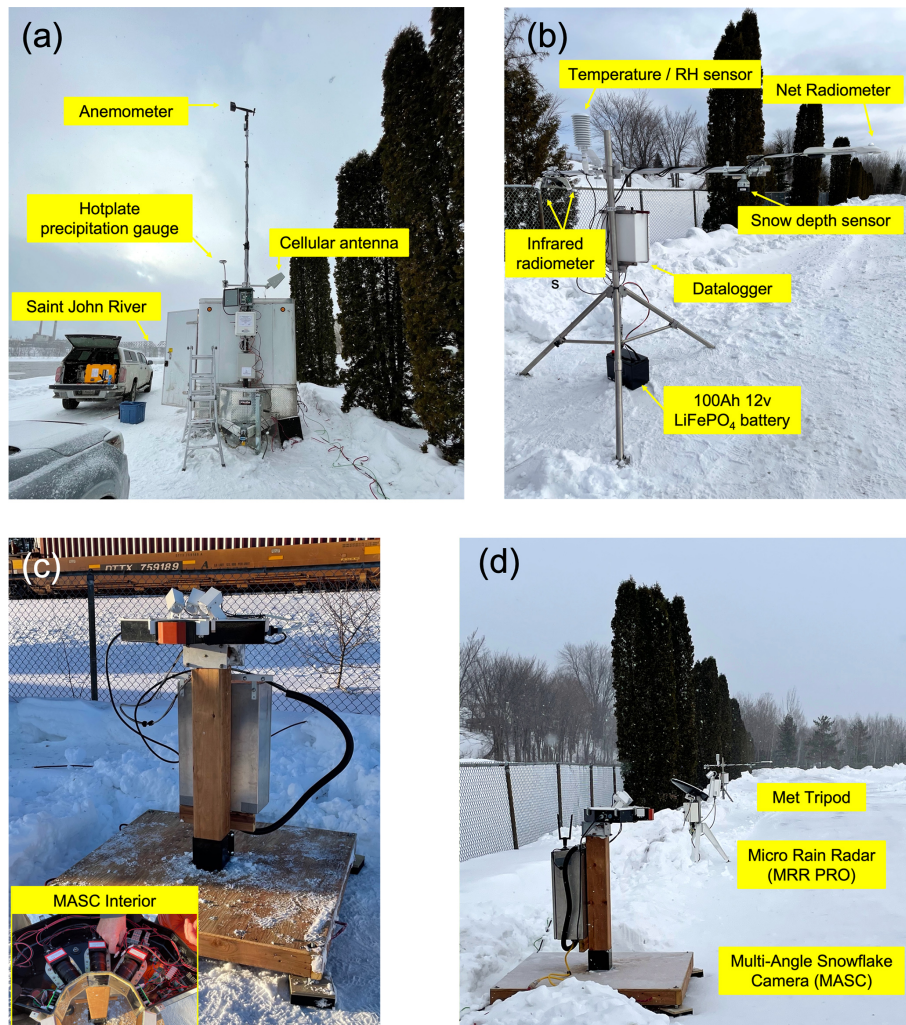 (a)
Anemometer
Hotplate
precipitation gauge
Cellular antenna
Saint John River
(b)
Temperature / RH sensor
Net Radiometer
Snow depth sensor
Infrared
radiometer
s
Datalogger
100Ah 12v
LiFePO₄ battery
(c)
DTTX 759189
A
MASC Interior
(d)
Met Tripod
Micro Rain Radar
(MRR PRO)
Multi-Angle Snowflake
Camera (MASC)